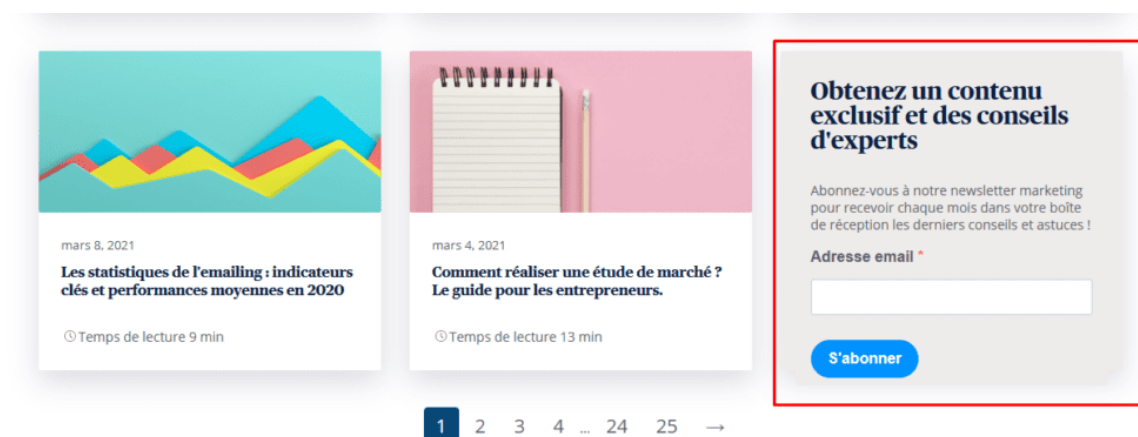 mars 8, 2021
Les statistiques de l'emailing : indicateurs
clés et performances moyennes en 2020
Temps de lecture 9 min
mars 4, 2021
Comment réaliser une étude de marché ?
Le guide pour les entrepreneurs.
Temps de lecture 13 min
Obtenez un contenu
exclusif et des conseils
d'experts
Abonnez-vous à notre newsletter marketing
pour recevoir chaque mois dans votre boîte
de réception les derniers conseils et astuces !
Adresse email *
S'abonner
1 2 3 4 ... 24 25 →